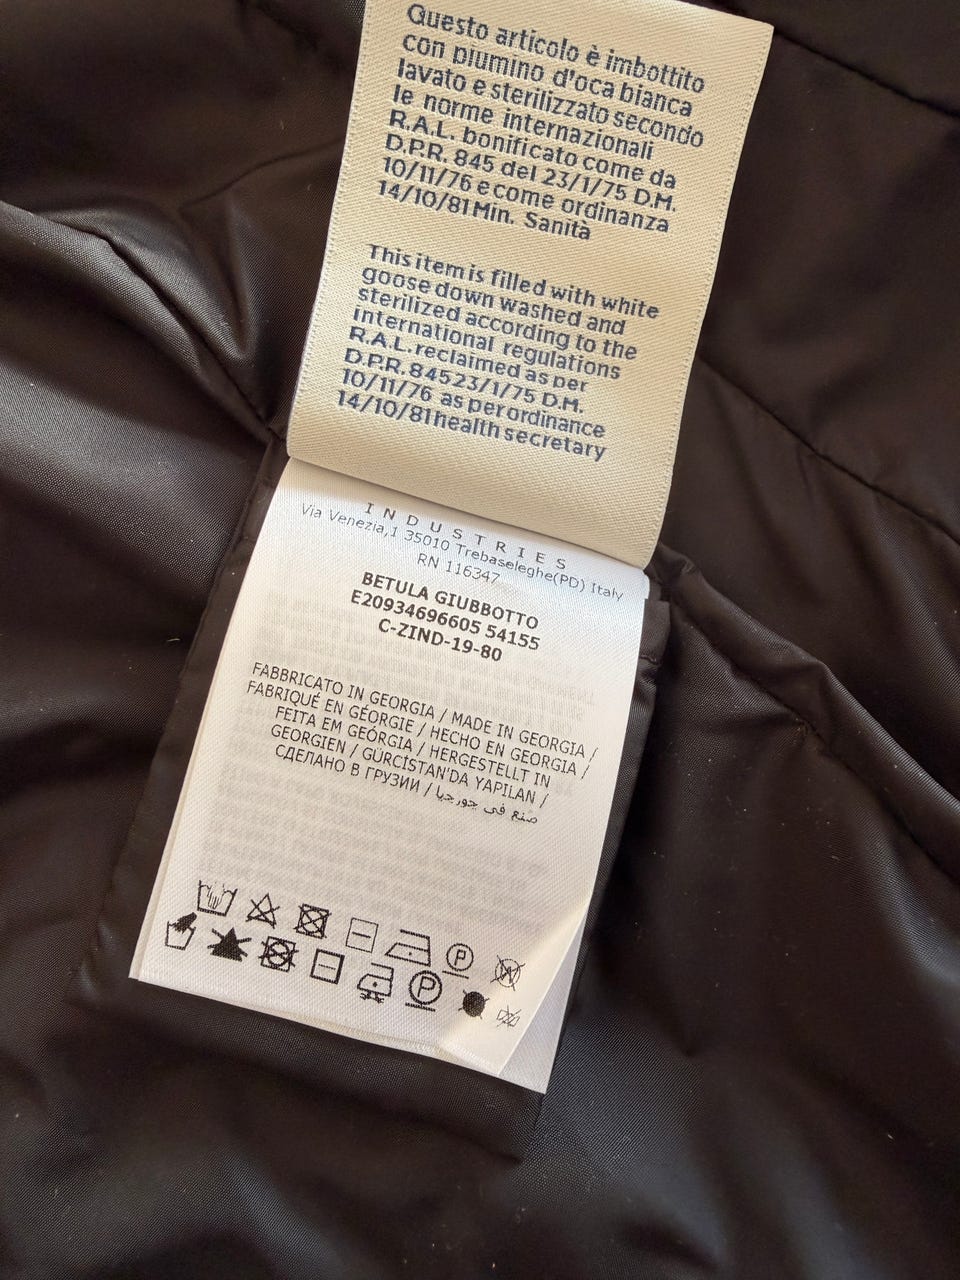 Questo articolo è imbottito
con piumino d'oca bianca
lavato e sterilizzato secondo
le norme internazionali
R.A.L. bonificato come da
D.P.R. 845 del 23/1/75 D.M.
10/11/76 e come ordinanza
14/10/81 Min. Sanità
This item is filled with white
goose down washed and
sterilized according to the
international regulations
R.A.L. reclaimed as per
D.P.R. 84523/1/75 D.M.
10/11/76 as per ordinance
14/10/81 health secretary
INDUSTRIES
Via Venezia,1 35010 Trebaseleghe(PD) Italy
RN 116347
BETULA GIUBBOTTO
E20934696605 54155
C-ZIND-19-80
FABBRICATO IN GEORGIA / MADE IN GEORGIA /
FABRIQUÉ EN GÉORGIE / HECHO EN GEORGIA /
FEITA EM GEÓRGIA / HERGESTELLT IN
GEORGIEN / GÜRCİSTAN'DA YAPILAN /
СДЕЛАНО В ГРУЗИИ / صنع في جورجيا
P
P